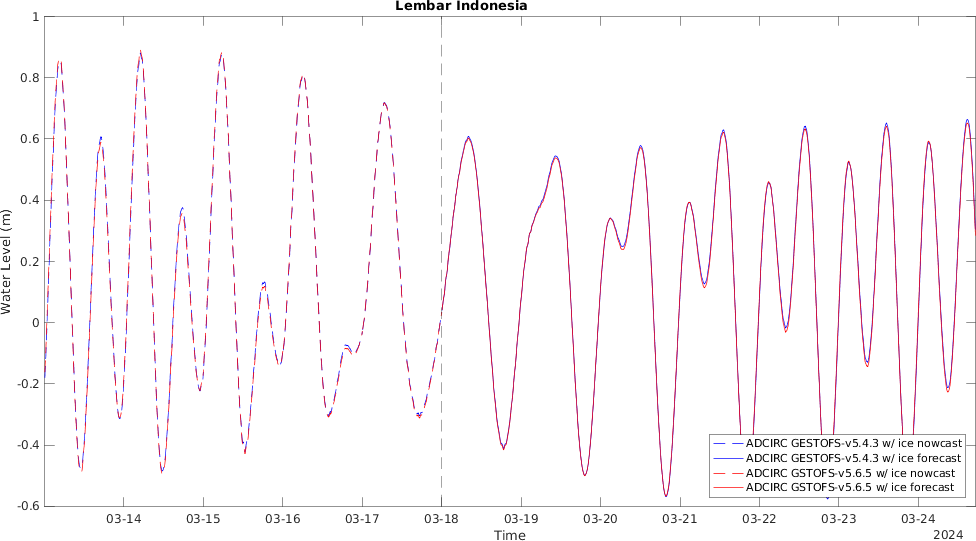 Lembar Indonesia
Water Level (m)
1
0.8
0.6
0.4
0.2
0
-0.2
-0.4
-0.6
ADCIRC GESTOFS-v5.4.3 w/ ice nowcast
ADCIRC GESTOFS-v5.4.3 w/ ice forecast
ADCIRC GSTOFS-v5.6.5 w/ ice nowcast
ADCIRC GSTOFS-v5.6.5 w/ ice forecast
03-14 03-15 03-16 03-17 03-18 03-19 03-20 03-21 03-22 03-23 03-24
Time
2024